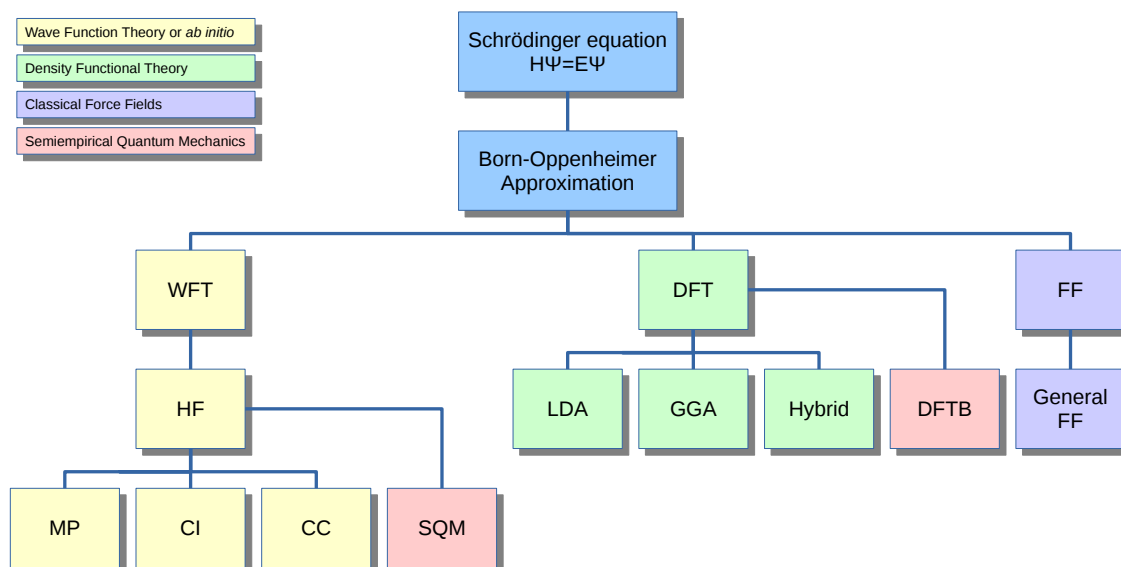 Wave Function Theory or ab initio
Density Functional Theory
Classical Force Fields
Semiempirical Quantum Mechanics
Schrödinger equation
HΨ=EΨ
Born-Oppenheimer
Approximation
WFT
DFT
FF
HF
LDA
GGA
Hybrid
DFTB
General
FF
MP
CI
CC
SQM